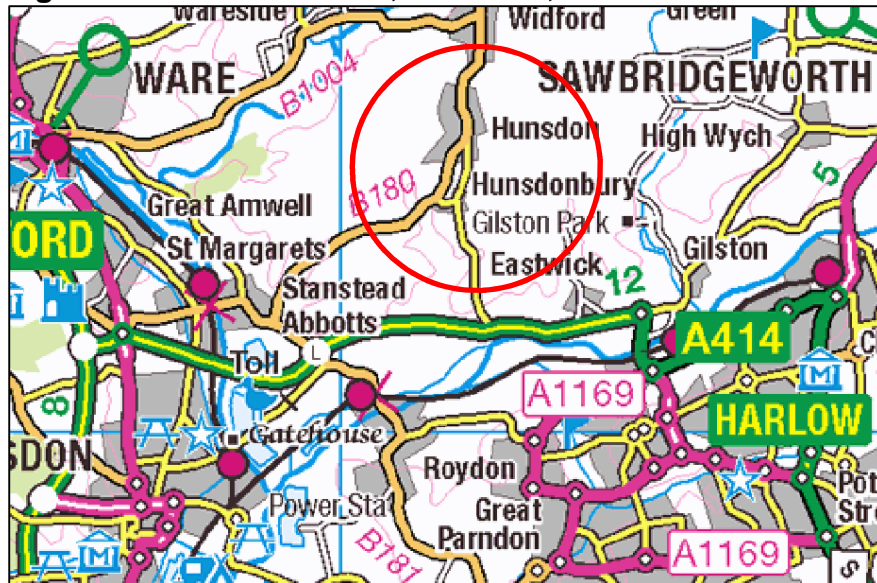 Wareside
Widford
Green
WARE
B1004
SAWBRIDGEWORTH
Hunsdon
High Wych
5
B180
Hunsdonbury
Great Amwell
Gilston Park
ORD
St Margarets
Gilston
Eastwick
12
Stanstead
Abbotts
A414
Toll
L
A1169
8
M
HARLOW
Gatehouse
SDON
Roydon
Power Sta
Great
Parndon
Pot
Str
B181
A1169
M
S